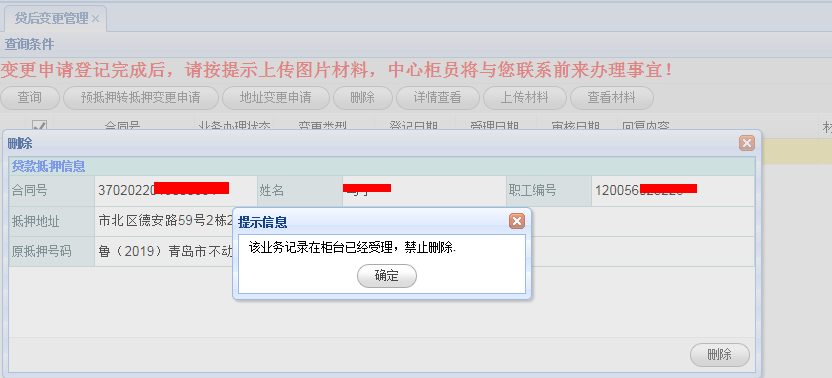 贷后变更管理
查询条件
变更申请登记完成后，请按提示上传图片材料，中心柜员将与您联系前来办理事宜！
查询 预抵押转抵押变更申请 地址变更申请 删除 详情查看 上传材料 查看材料
合同号 业务办理状态 变更类型 登记日期 受理日期 审核日期 回复内容 材
删除
贷款抵押信息
合同号 3702022 姓名 职工编号 120056
抵押地址 市北区德安路59号2栋2
原抵押号码 鲁（2019）青岛市不动
提示信息
该业务记录在柜台已经受理，禁止删除.
确定
删除